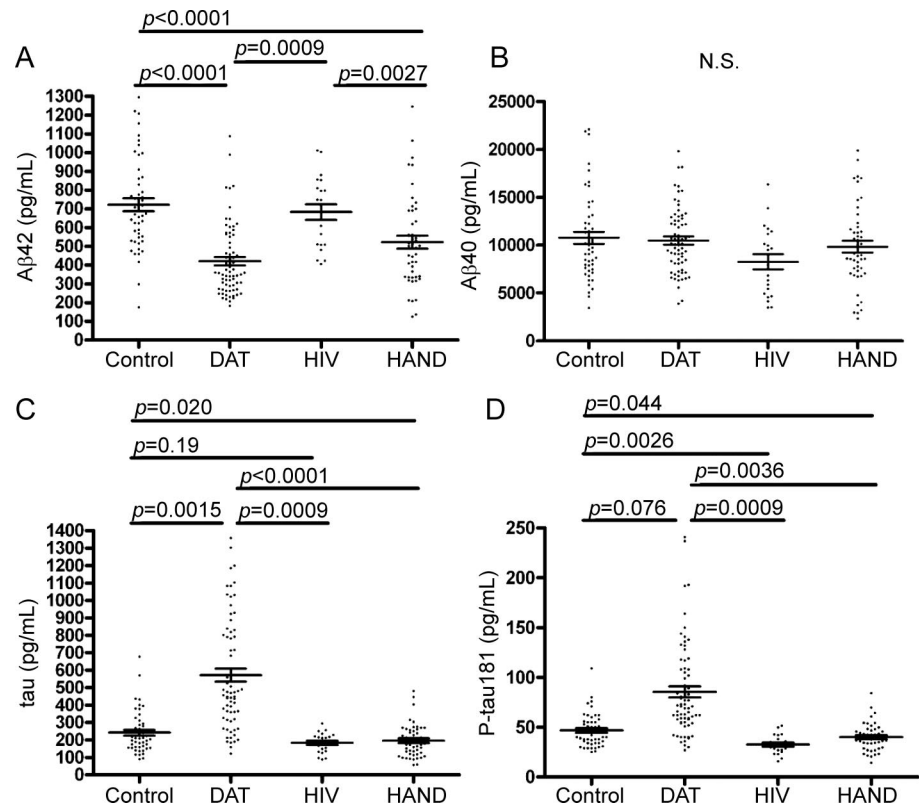 p<0.0001
A
p=0.0009
B
N.S.
p<0.0001
p=0.0027
Aβ42 (pg/mL)
1300
1200
1100
1000
900
800
700
600
500
400
300
200
100
0
Control DAT HIV HAND
Aβ40 (pg/mL)
25000
20000
15000
10000
5000
0
Control DAT HIV HAND
C
p=0.020
p=0.19
p<0.0001
p=0.0015
p=0.0009
tau (pg/mL)
1400
1300
1200
1100
1000
900
800
700
600
500
400
300
200
100
0
Control DAT HIV HAND
D
p=0.044
p=0.0026
p=0.0036
p=0.076
p=0.0009
P-tau181 (pg/mL)
250
200
150
100
50
0
Control DAT HIV HAND